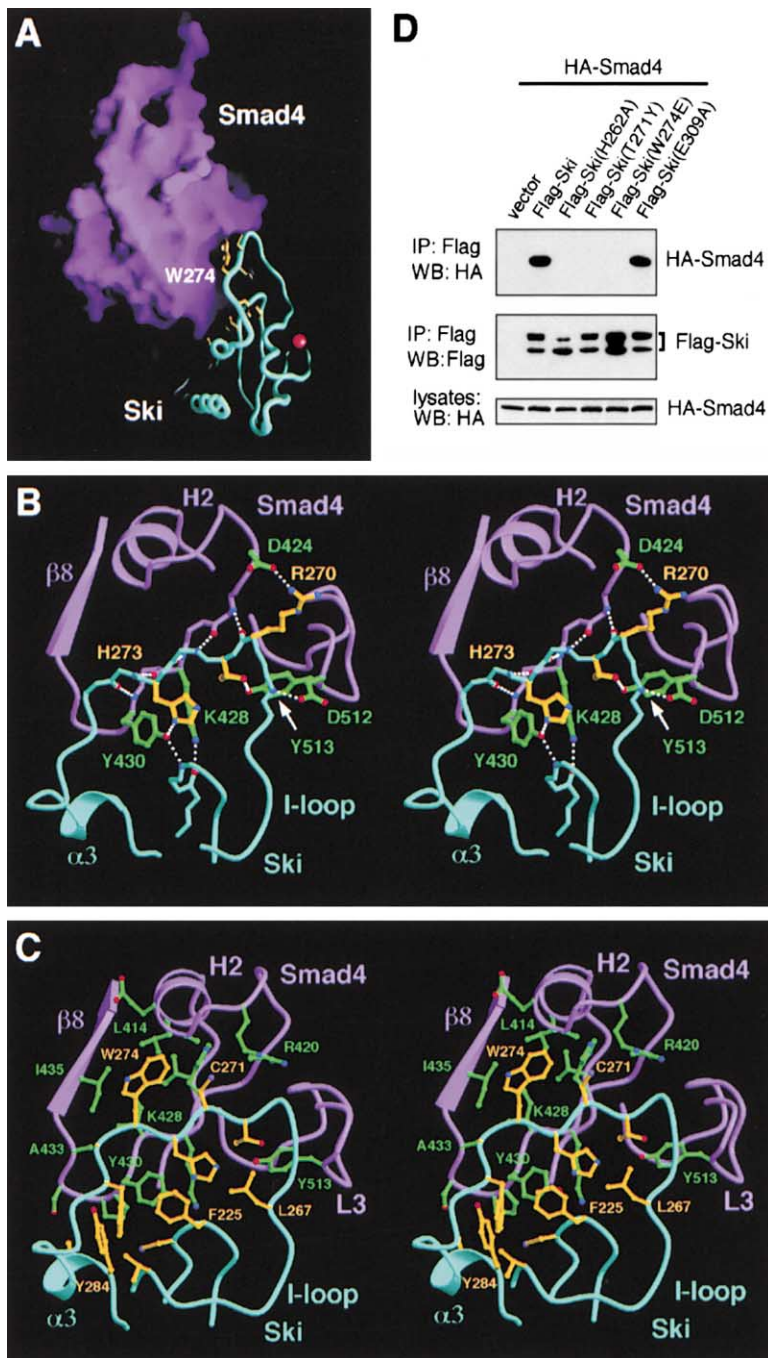 A
Smad4
W274
Ski
D
HA-Smad4
vector
Flag-Ski
Flag-Ski(H262A)
Flag-Ski(T271Y)
Flag-Ski(W274E)
Flag-Ski(E309A)
IP: Flag
WB: HA
HA-Smad4
IP: Flag
WB:Flag
Flag-Ski
lysates:
WB: HA
HA-Smad4
B
H2
Smad4
D424
β8
R270
H273
K428
D512
Y430
Y513
I-loop
α3
Ski
H2
Smad4
D424
β8
R270
H273
K428
D512
Y430
Y513
I-loop
α3
Ski
C
H2
Smad4
β8
L414
W274
R420
I435
C271
K428
A433
Y430
Y513
L3
F225
L267
Y284
I-loop
α3
Ski
H2
Smad4
β8
L414
W274
R420
I435
C271
K428
A433
Y430
Y513
L3
F225
L267
Y284
I-loop
α3
Ski